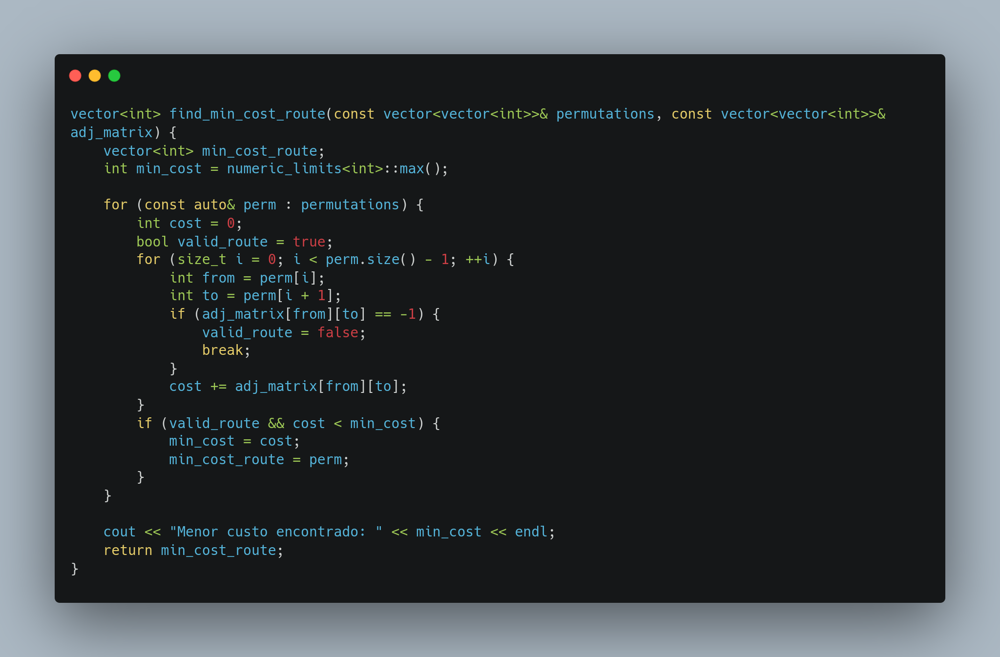 vector<int> find_min_cost_route(const vector<vector<int>>& permutations, const vector<vector<int>>&
adj_matrix) {
    vector<int> min_cost_route;
    int min_cost = numeric_limits<int>::max();

    for (const auto& perm : permutations) {
        int cost = 0;
        bool valid_route = true;
        for (size_t i = 0; i < perm.size() - 1; ++i) {
            int from = perm[i];
            int to = perm[i + 1];
            if (adj_matrix[from][to] == -1) {
                valid_route = false;
                break;
            }
            cost += adj_matrix[from][to];
        }
        if (valid_route && cost < min_cost) {
            min_cost = cost;
            min_cost_route = perm;
        }
    }

    cout << "Menor custo encontrado: " << min_cost << endl;
    return min_cost_route;
}